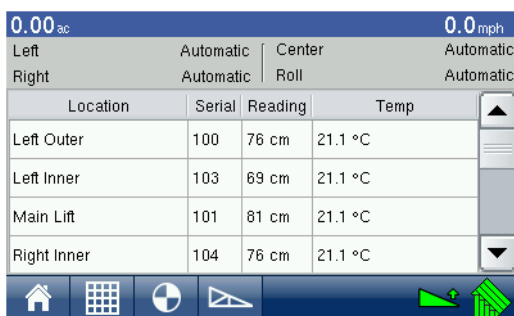 0.00 ac 0.0 mph
Left Automatic Center Automatic
Right Automatic Roll Automatic
Location Serial Reading Temp
Left Outer 100 76 cm 21.1 °C
Left Inner 103 69 cm 21.1 °C
Main Lift 101 81 cm 21.1 °C
Right Inner 104 76 cm 21.1 °C